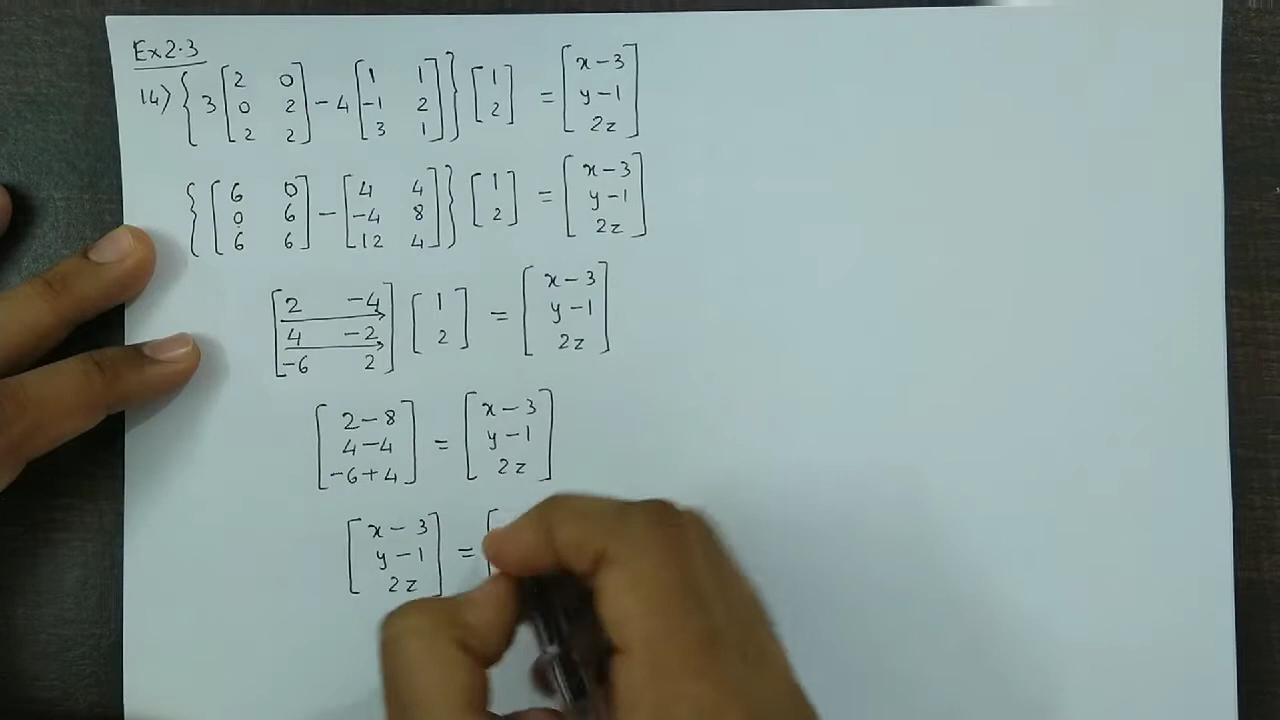 Ex 2.3
14) { 3 [2 0; 0 2; 2 2] - 4 [1 1; -1 2; 3 1] } [1; 2] = [x-3; y-1; 2z]
{ [6 0; 0 6; 6 6] - [4 4; -4 8; 12 4] } [1; 2] = [x-3; y-1; 2z]
[2 -4; 4 -2; -6 2] [1; 2] = [x-3; y-1; 2z]
[2-8; 4-4; -6+4] = [x-3; y-1; 2z]
[x-3; y-1; 2z] = [